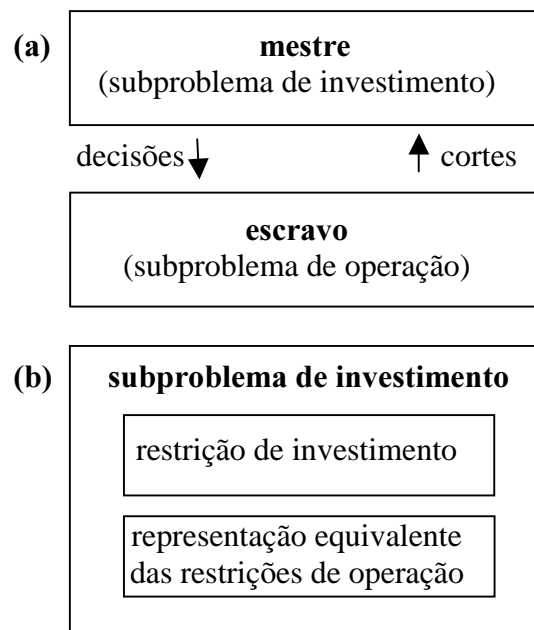 (a) mestre
(subproblema de investimento)
decisões cortes
escravo
(subproblema de operação)
(b) subproblema de investimento
restrição de investimento
representação equivalente
das restrições de operação